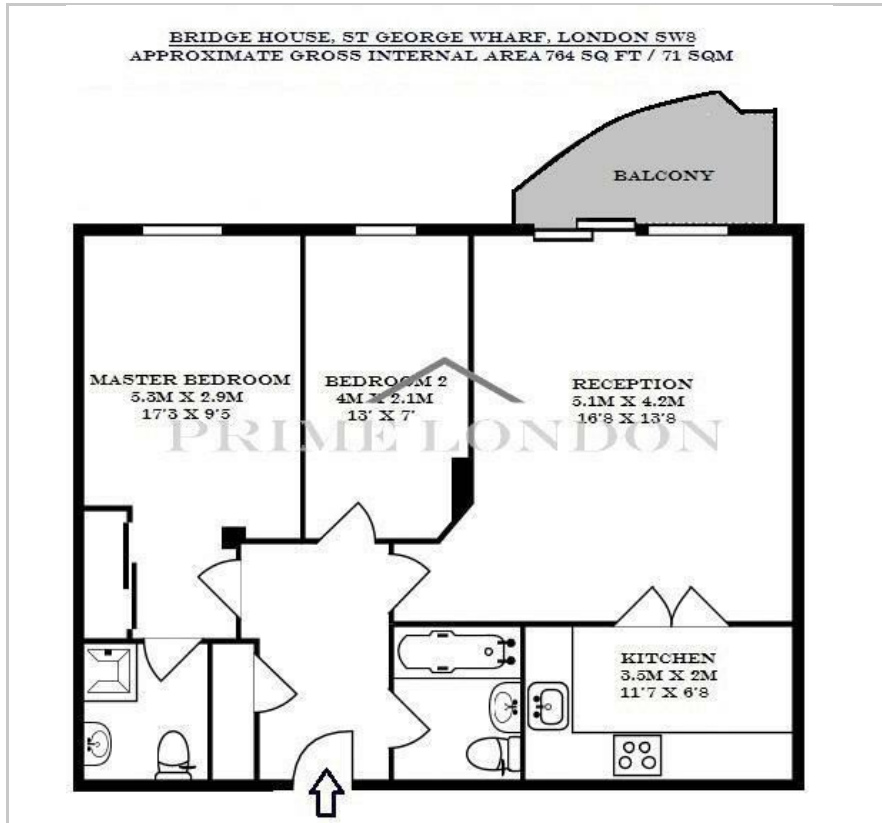 BRIDGE HOUSE, ST GEORGE WHARF, LONDON SW8
APPROXIMATE GROSS INTERNAL AREA 764 SQ FT / 71 SQM
BALCONY
MASTER BEDROOM
5.3M X 2.9M
17'3 X 9'5
BEDROOM 2
4M X 2.1M
13' X 7'
RECEPTION
5.1M X 4.2M
16'8 X 13'8
PRIME LONDON
KITCHEN
3.5M X 2M
11'7 X 6'8